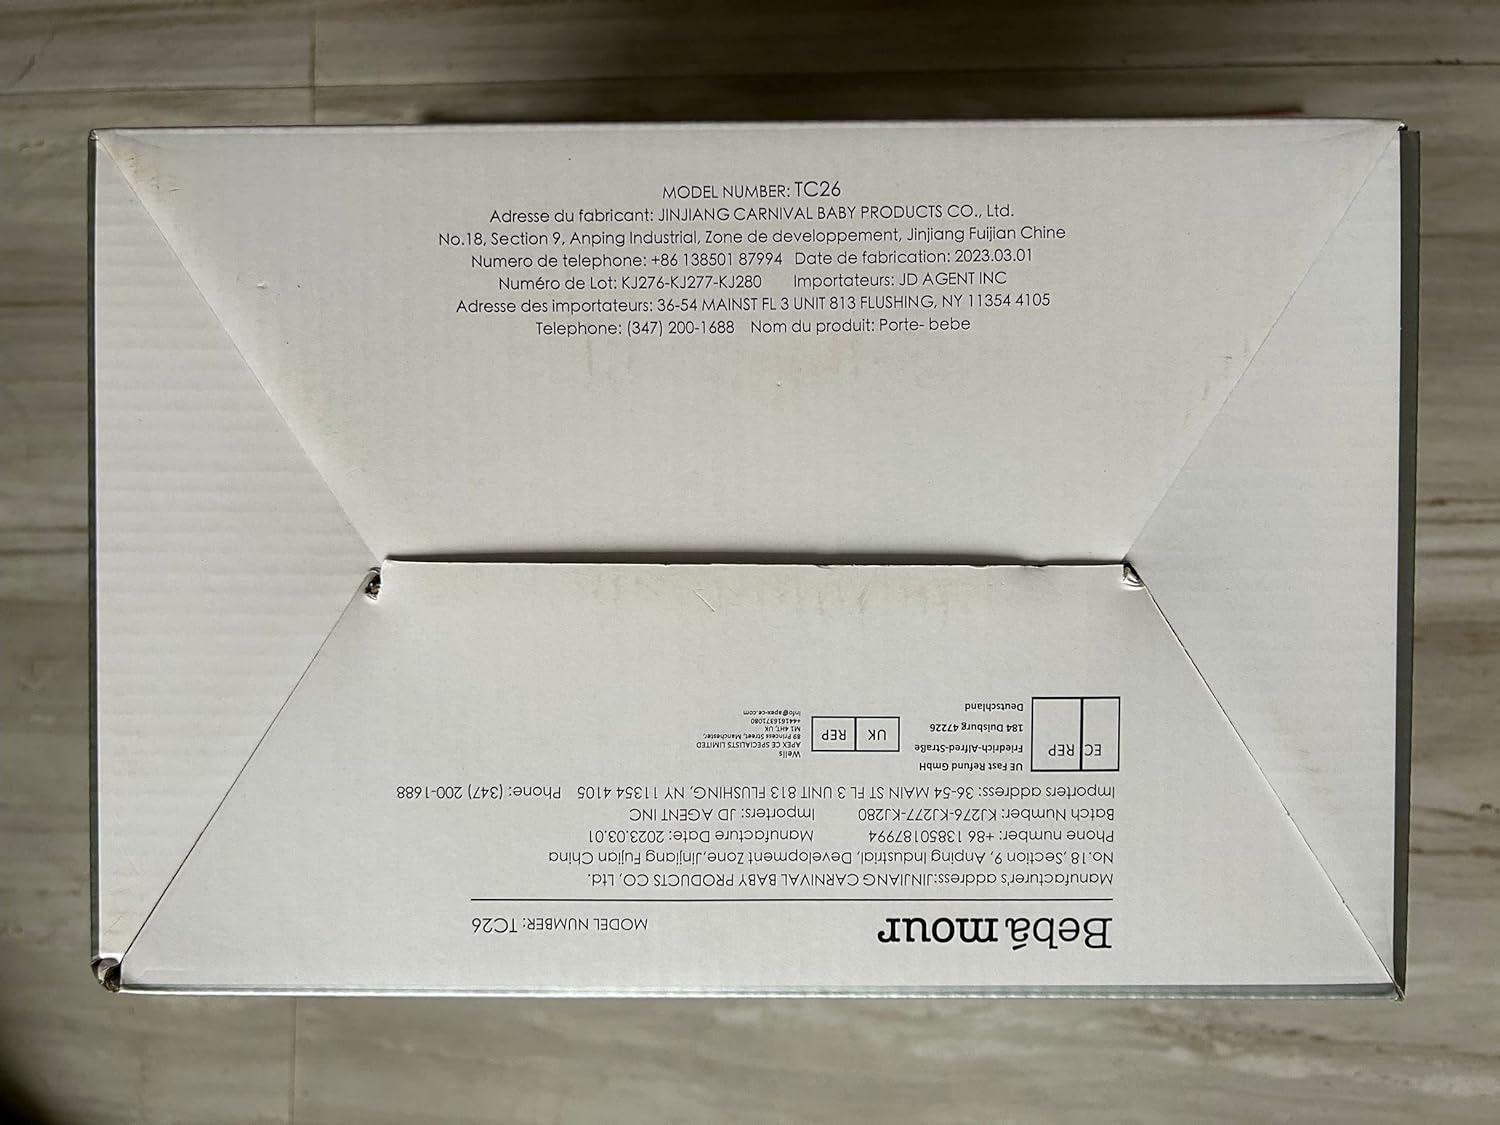 MODEL NUMBER: TC26
Adresse du fabricant: JINJIANG CARNIVAL BABY PRODUCTS CO., Ltd.
No.18, Section 9, Anping Industrial, Zone de developpement, Jinjiang Fuijian Chine
Numero de telephone: +86 138501 87994 Date de fabrication: 2023.03.01
Numéro de Lot: KJ276-KJ277-KJ280 Importateurs: JD AGENT INC
Adresse des importateurs: 36-54 MAINST FL 3 UNIT 813 FLUSHING, NY 11354 4105
Telephone: (347) 200-1688 Nom du produit: Porte- bebe
Bebámour MODEL NUMBER: TC26
Manufacturer's address:JINJIANG CARNIVAL BABY PRODUCTS CO, Ltd.
No.18 ,Section 9, Anping Industrial, Development Zone,Jinjiang Fujian China
Phone number: +86 13850187994 Manufacture Date: 2023.03.01
Batch Number: KJ276-KJ277-KJ280 Importers: JD AGENT INC
Importers address: 36-54 MAIN ST FL 3 UNIT 813 FLUSHING, NY 11354 4105 Phone: (347) 200-1688
EC REP
UE Fast Refund GmbH
Friedrich-Alfred-Straße
184 Duisburg 47226
Deutschland
UK REP
Wells
APEX CE SPECIALISTS LIMITED
89 Princess Street, Manchester,
M1 4HT, UK
+441616371080
Info@apex-ce.com